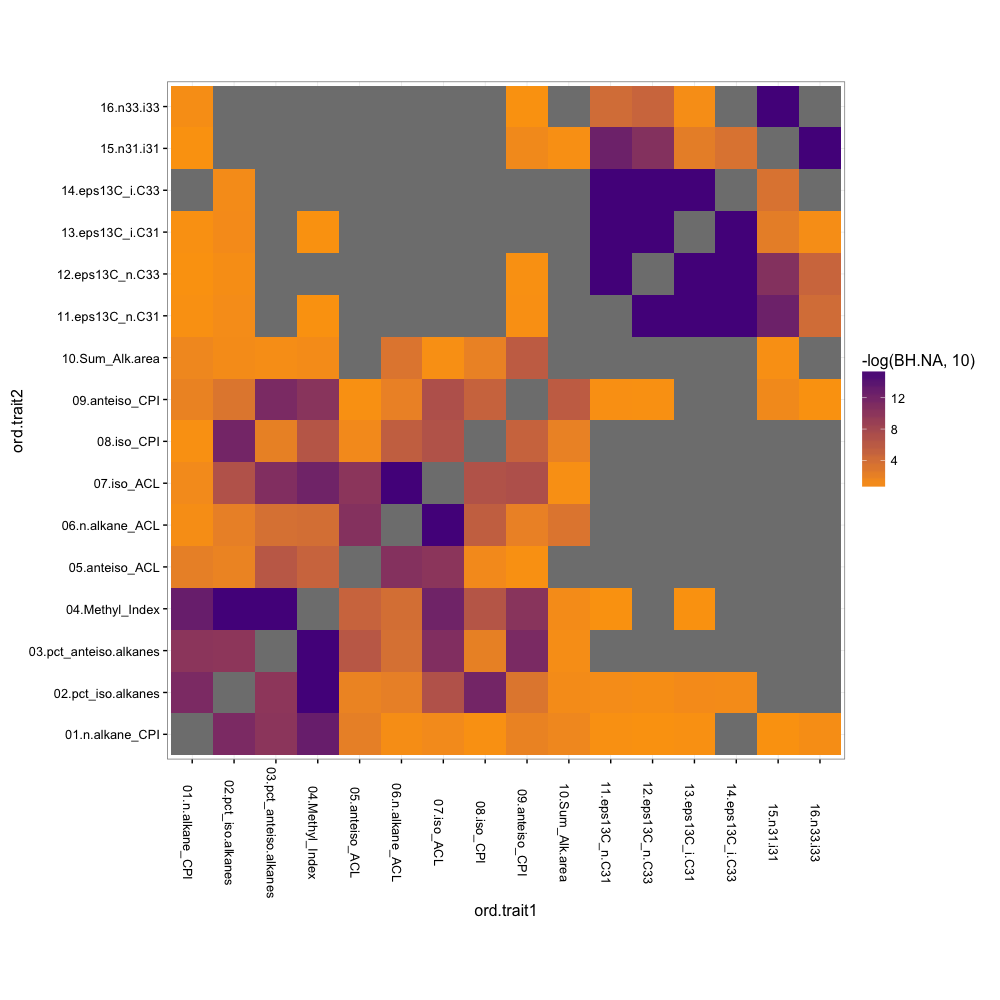 16.n33.i33
15.n31.i31
14.eps13C_i.C33
13.eps13C_i.C31
12.eps13C_n.C33
11.eps13C_n.C31
10.Sum_Alk.area
09.anteiso_CPI
08.iso_CPI
07.iso_ACL
06.n.alkane_ACL
05.anteiso_ACL
04.Methyl_Index
03.pct_anteiso.alkanes
02.pct_iso.alkanes
01.n.alkane_CPI
ord.trait2
01.n.alkane_CPI
02.pct_iso.alkanes
03.pct_anteiso.alkanes
04.Methyl_Index
05.anteiso_ACL
06.n.alkane_ACL
07.iso_ACL
08.iso_CPI
09.anteiso_CPI
10.Sum_Alk.area
11.eps13C_n.C31
12.eps13C_n.C33
13.eps13C_i.C31
14.eps13C_i.C33
15.n31.i31
16.n33.i33
ord.trait1
-log(BH.NA, 10)
12
8
4